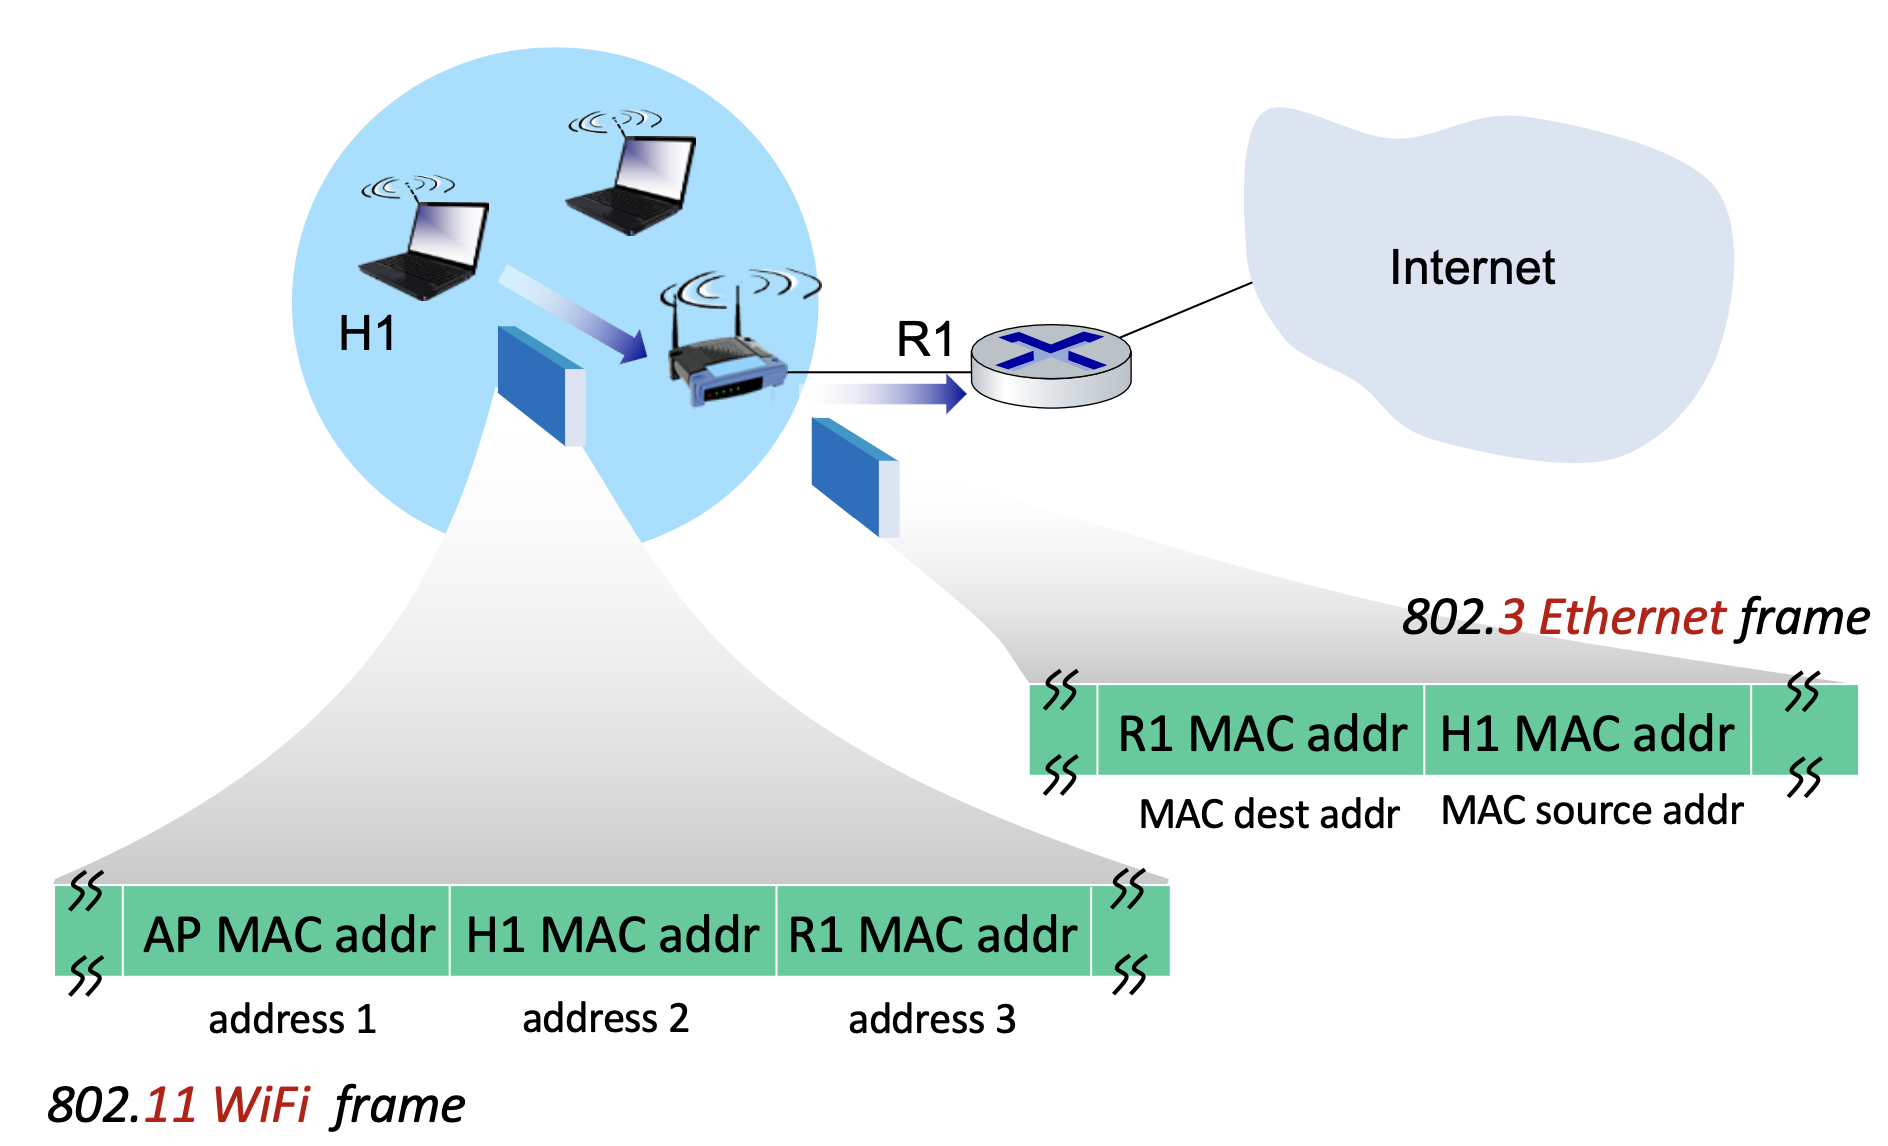 H1
R1
Internet
802.3 Ethernet frame
R1 MAC addr
H1 MAC addr
MAC dest addr
MAC source addr
AP MAC addr
H1 MAC addr
R1 MAC addr
address 1
address 2
address 3
802.11 WiFi frame